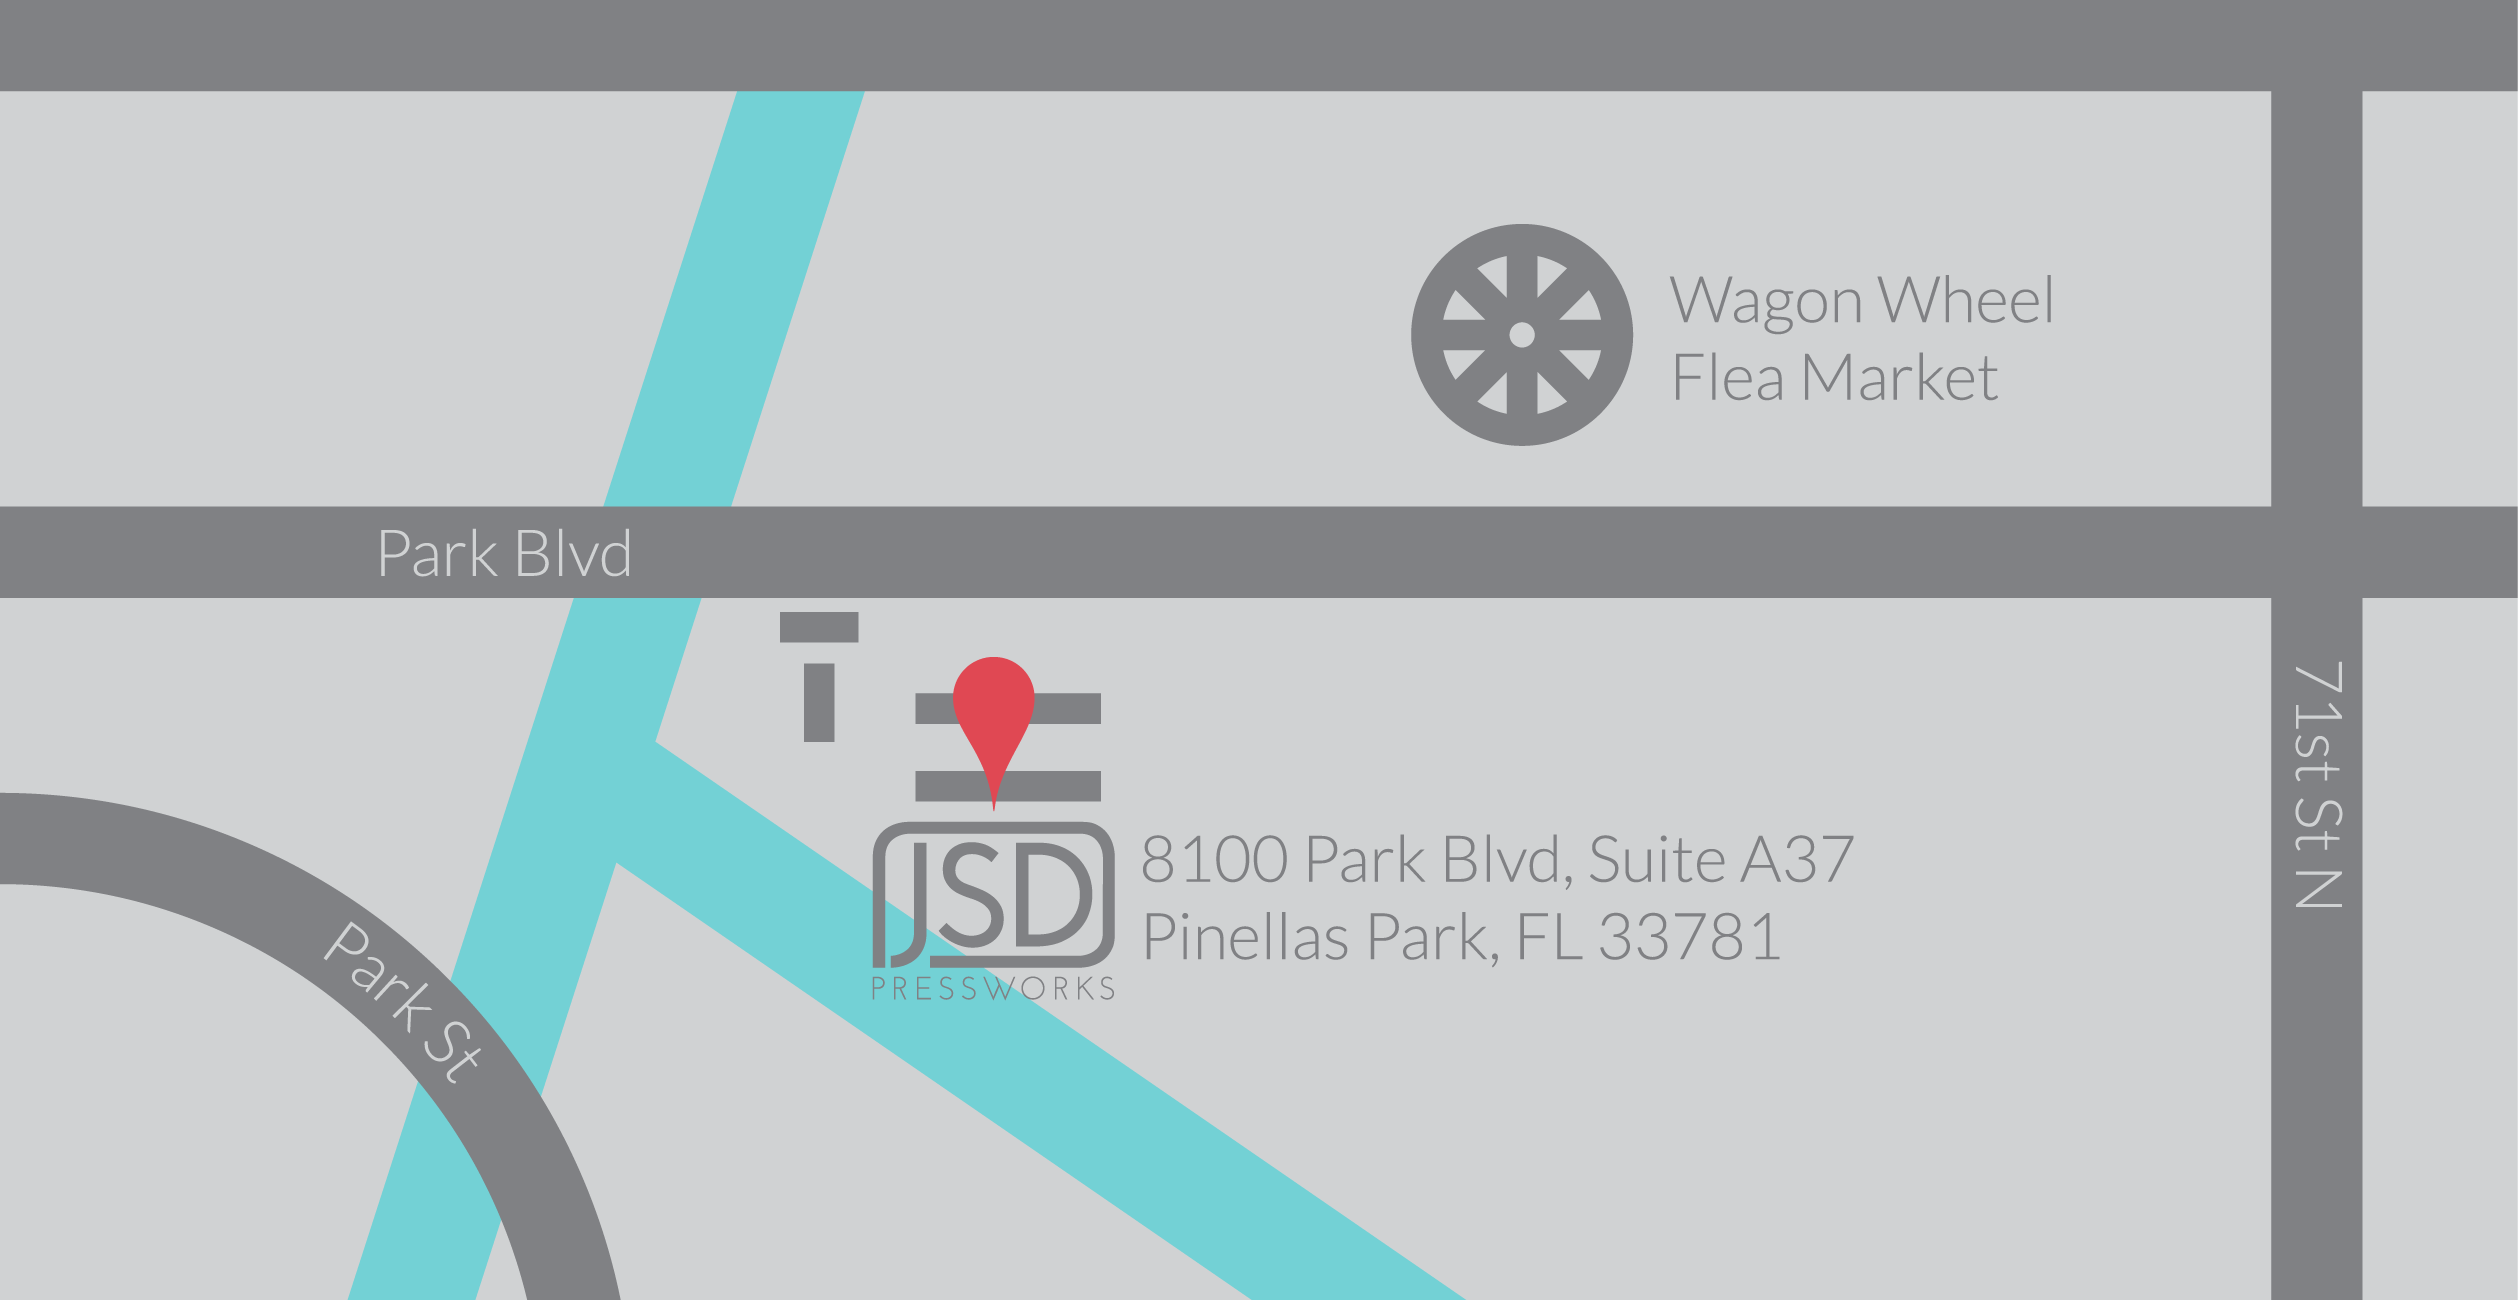 Wagon Wheel
Flea Market
Park Blvd
71st St N
JSD
PRESSWORKS
8100 Park Blvd, Suite A37
Pinellas Park, FL 33781
Park St